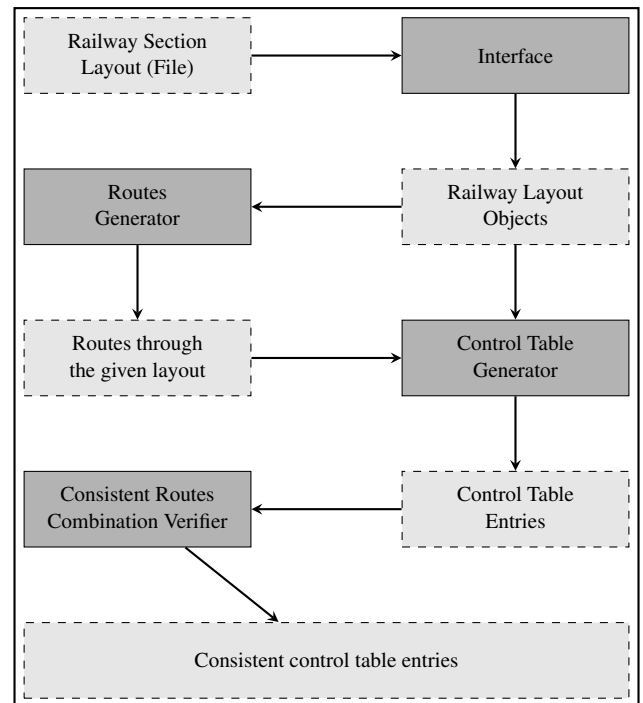 Railway Section
Layout (File)
Interface
Routes
Generator
Railway Layout
Objects
Routes through
the given layout
Control Table
Generator
Consistent Routes
Combination Verifier
Control Table
Entries
Consistent control table entries